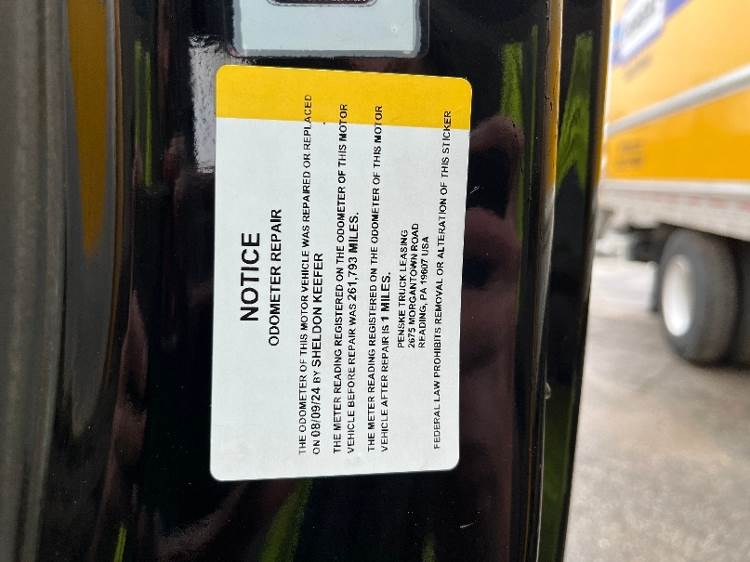 NOTICE
ODOMETER REPAIR
THE ODOMETER OF THIS MOTOR VEHICLE WAS REPAIRED OR REPLACED
ON 08/09/24 BY SHELDON KEEFER
THE METER READING REGISTERED ON THE ODOMETER OF THIS MOTOR
VEHICLE BEFORE REPAIR WAS 261,793 MILES.
THE METER READING REGISTERED ON THE ODOMETER OF THIS MOTOR
VEHICLE AFTER REPAIR IS 1 MILES.
PENSKE TRUCK LEASING
2675 MORGANTOWN ROAD
READING, PA 19607 USA
FEDERAL LAW PROHIBITS REMOVAL OR ALTERATION OF THIS STICKER